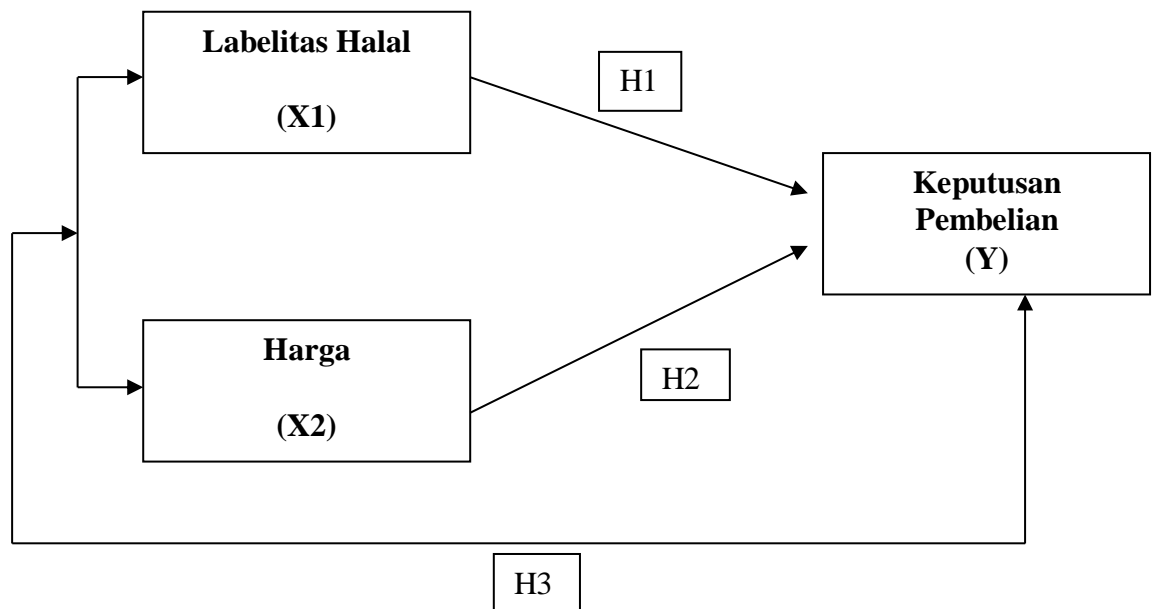 Labelitas Halal
(X1)
H1
Keputusan
Pembelian
(Y)
Harga
(X2)
H2
H3